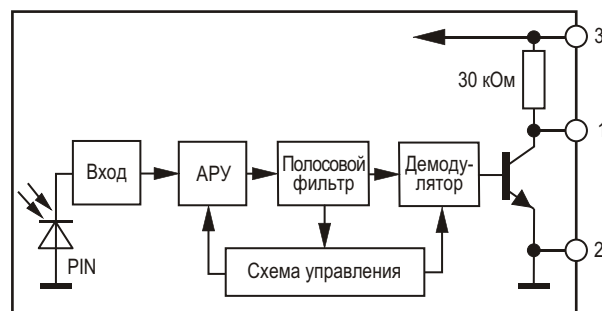 3
30 кОм
1
Вход
АРУ
Полосовой
фильтр
Демоду-
лятор
2
PIN
Схема управления